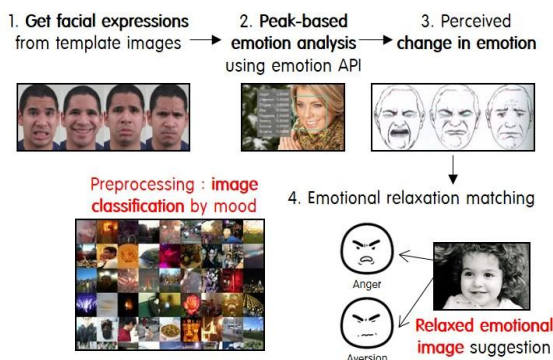 1. Get facial expressions
from template images
2. Peak-based
emotion analysis
using emotion API
3. Perceived
change in emotion
Preprocessing : image
classification by mood
4. Emotional relaxation matching
Anger
Aversion
Relaxed emotional
image suggestion